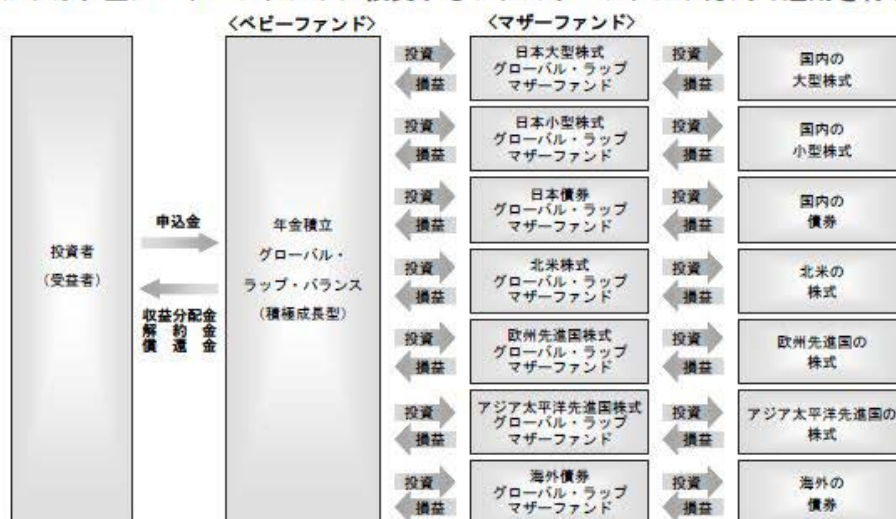 〈ベビーファンド〉
〈マザーファンド〉
投資者
(受益者)
申込金
収益分配金
解約金
償還金
年金積立
グローバル・
ラップ・バランス
(積極成長型)
投資
損益
日本大型株式
グローバル・ラップ
マザーファンド
投資
損益
国内の
大型株式
投資
損益
日本小型株式
グローバル・ラップ
マザーファンド
投資
損益
国内の
小型株式
投資
損益
日本債券
グローバル・ラップ
マザーファンド
投資
損益
国内の
債券
投資
損益
北米株式
グローバル・ラップ
マザーファンド
投資
損益
北米の
株式
投資
損益
欧州先進国株式
グローバル・ラップ
マザーファンド
投資
損益
欧州先進国の
株式
投資
損益
アジア太平洋先進国株式
グローバル・ラップ
マザーファンド
投資
損益
アジア太平洋先進国の
株式
投資
損益
海外債券
グローバル・ラップ
マザーファンド
投資
損益
海外の
債券